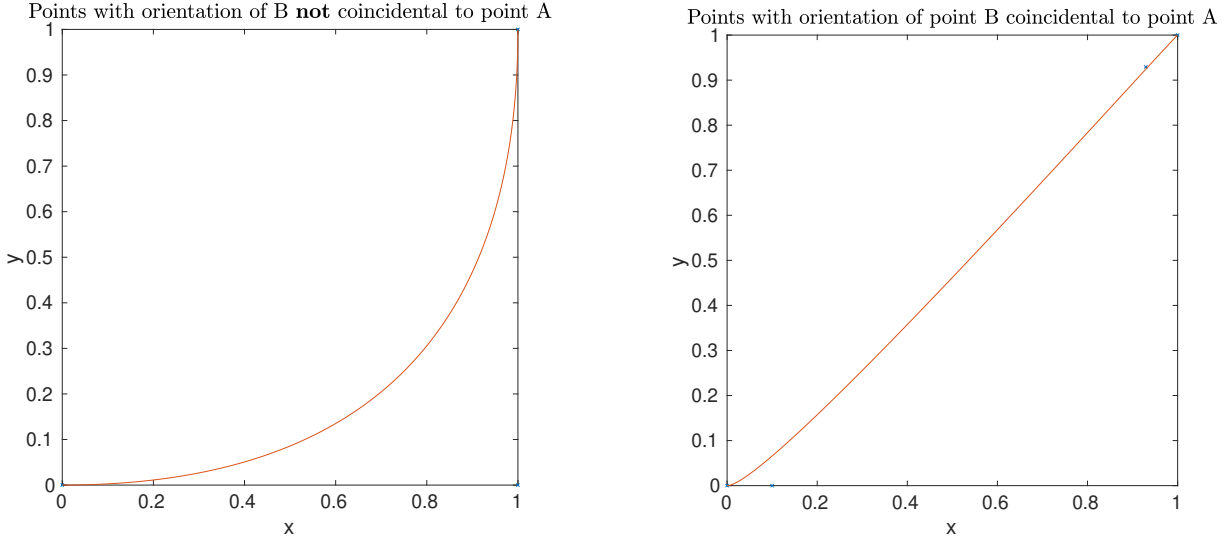 Points with orientation of B not coincidental to point A
1
0.9
0.8
0.7
0.6
0.5
0.4
0.3
0.2
0.1
0
y
0 0.2 0.4 0.6 0.8 1
x
Points with orientation of point B coincidental to point A
1
0.9
0.8
0.7
0.6
0.5
0.4
0.3
0.2
0.1
0
y
0 0.2 0.4 0.6 0.8 1
x